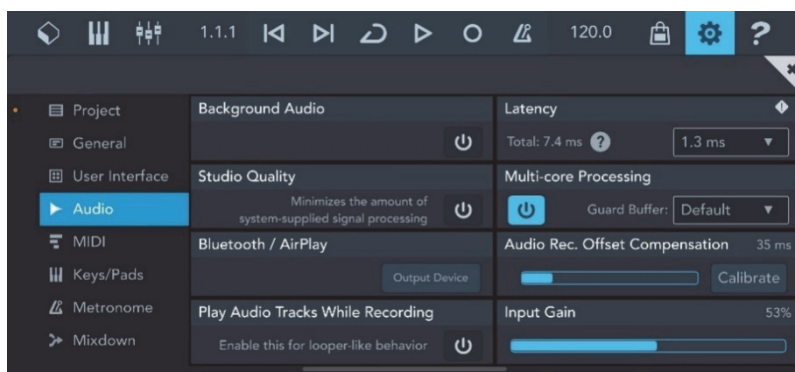 1.1.1
120.0
?
Project
General
User Interface
Audio
MIDI
Keys/Pads
Metronome
Mixdown
Background Audio
Studio Quality
Minimizes the amount of
system-supplied signal processing
Bluetooth / AirPlay
Output Device
Play Audio Tracks While Recording
Enable this for looper-like behavior
Latency
Total: 7.4 ms ?
1.3 ms
Multi-core Processing
Guard Buffer: Default
Audio Rec. Offset Compensation 35 ms
Calibrate
Input Gain 53%